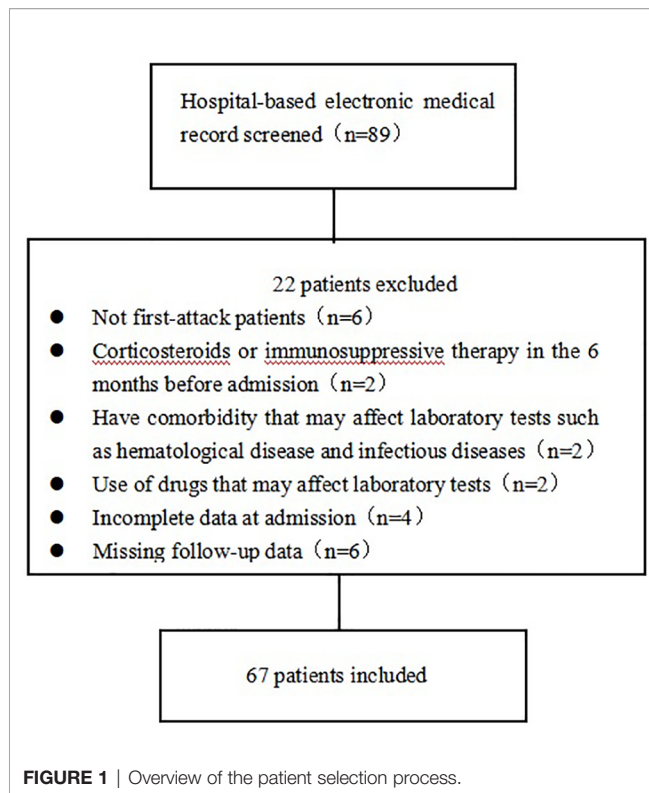 Hospital-based electronic medical
record screened（n=89）
22 patients excluded
● Not first-attack patients（n=6）
● Corticosteroids or immunosuppressive therapy in the 6
months before admission（n=2）
● Have comorbidity that may affect laboratory tests such
as hematological disease and infectious diseases（n=2）
● Use of drugs that may affect laboratory tests（n=2）
● Incomplete data at admission（n=4）
● Missing follow-up data（n=6）
67 patients included
FIGURE 1 | Overview of the patient selection process.